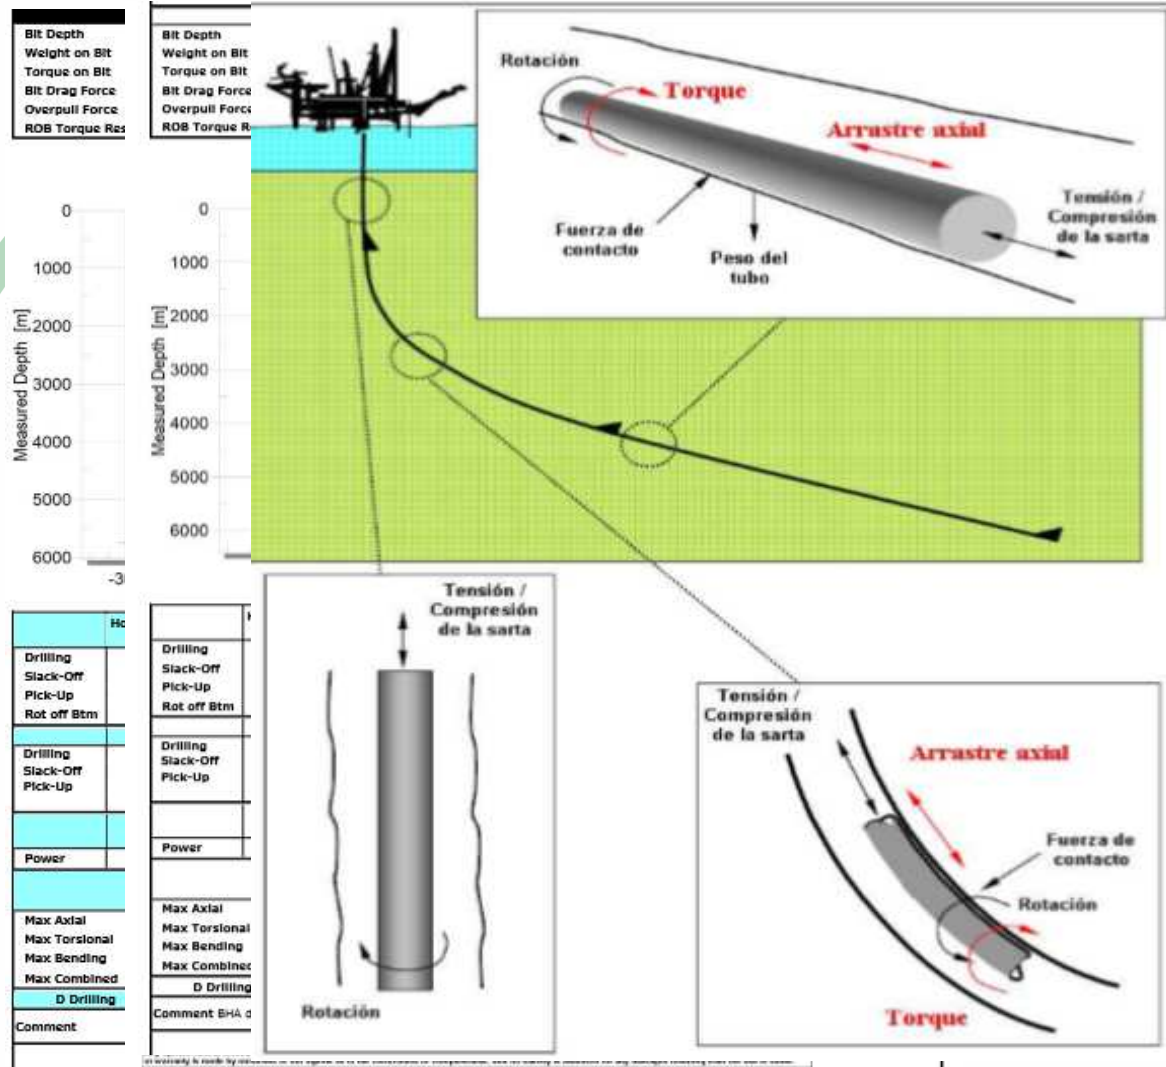 Bit Depth
Weight on Bit
Torque on Bit
Bit Drag Force
Overpull Force
ROB Torque Res
0
1000
2000
3000
4000
5000
6000
Measured Depth [m]
-3
Ho
Drilling
Slack-Off
Pick-Up
Rot off Btm
Drilling
Slack-Off
Pick-Up
Power
Max Axial
Max Torsional
Max Bending
Max Combined
D Drilling
Comment
Bit Depth
Weight on Bit
Torque on Bit
Bit Drag Force
Overpull Force
ROB Torque R
0
1000
2000
3000
4000
5000
6000
Measured Depth [m]
Drilling
Slack-Off
Pick-Up
Rot off Btm
Drilling
Slack-Off
Pick-Up
Power
Max Axial
Max Torsional
Max Bending
Max Combined
D Drilling
Comment BHA d
Rotación
Torque
Arrastre axial
Tensión /
Compresión
de la sarta
Fuerza de
contacto
Peso del
tubo
Tensión /
Compresión
de la sarta
Rotación
Tensión /
Compresión
de la sarta
Arrastre axial
Fuerza de
contacto
Rotación
Torque